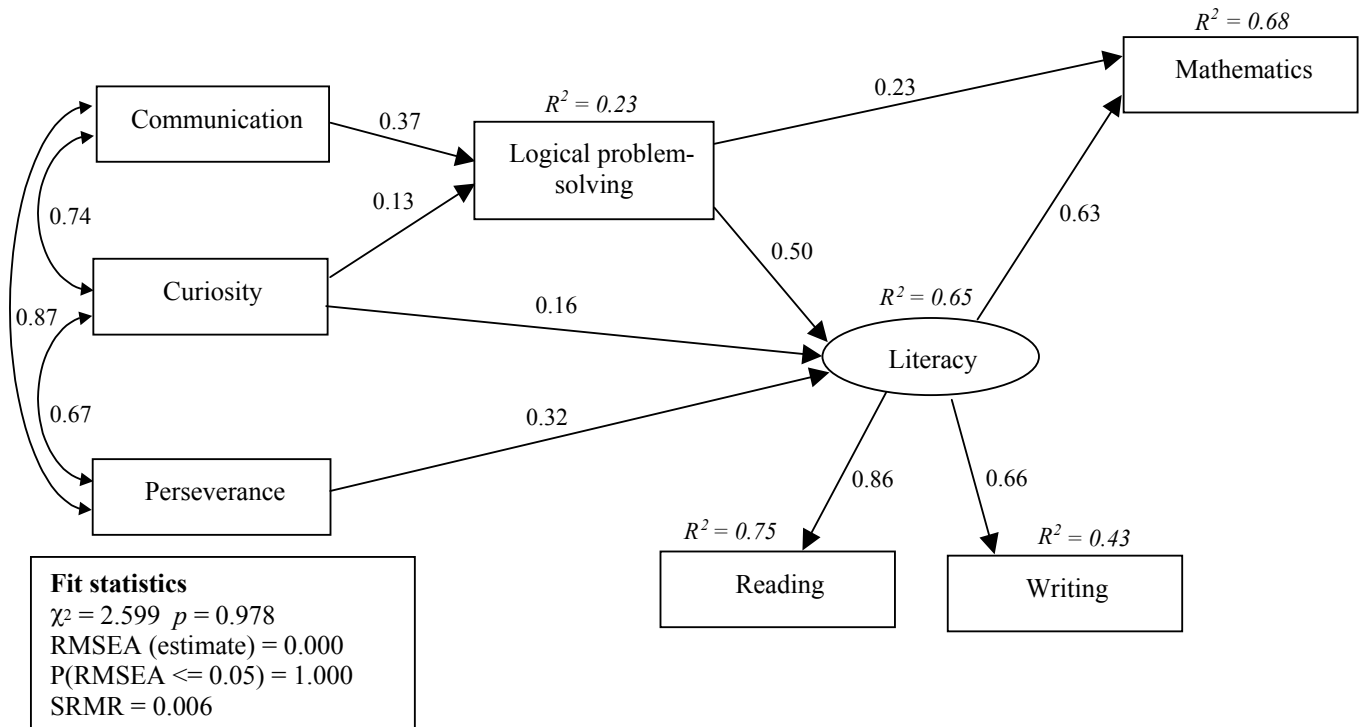 R² = 0.68
Mathematics
0.23
Communication
R² = 0.23
0.37
Logical problem-
solving
0.74
0.13
0.63
0.50
Curiosity
R² = 0.65
0.16
0.87
Literacy
0.67
0.32
Perseverance
0.86
0.66
R² = 0.75
R² = 0.43
Reading
Writing
Fit statistics
χ2 = 2.599 p = 0.978
RMSEA (estimate) = 0.000
P(RMSEA <= 0.05) = 1.000
SRMR = 0.006